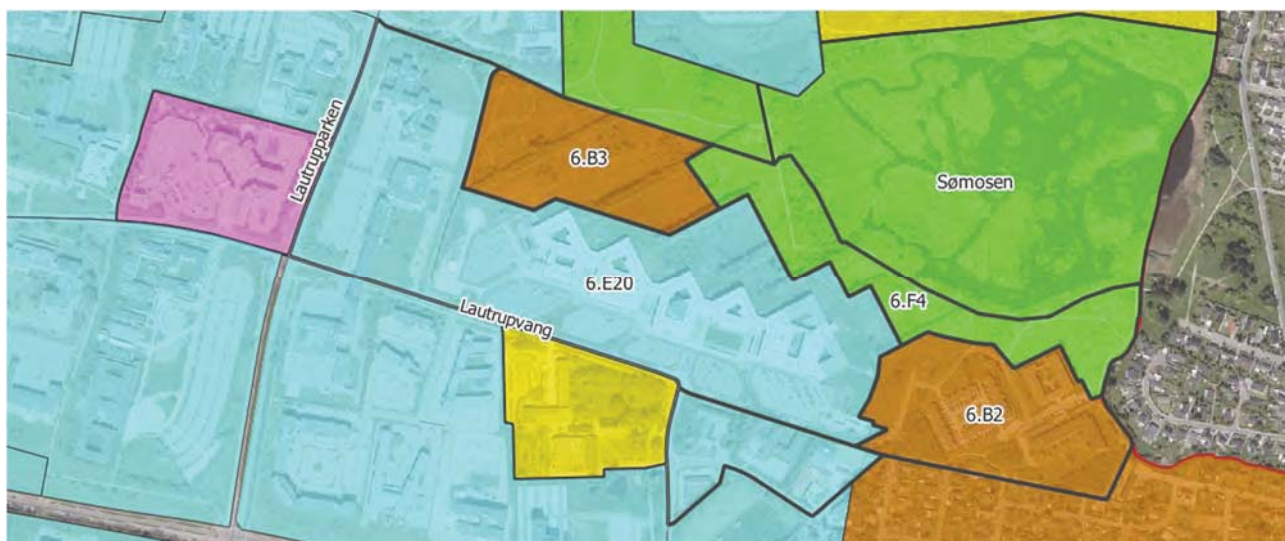 Lautrupparken
6.B3
Sømosen
6.E20
6.F4
Lautrupvang
6.B2